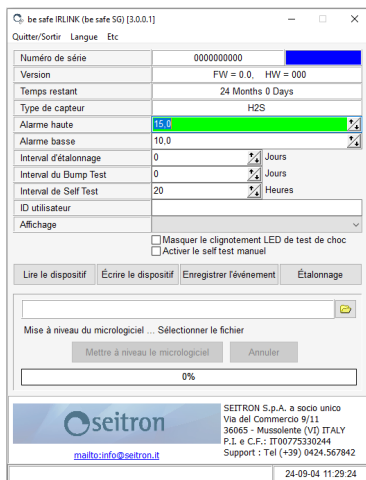 be safe IRLINK (be safe SG) [3.0.0.1]
Quitter/Sortir Langue Etc
Numéro de série 0000000000
Version FW = 0.0, HW = 000
Temps restant 24 Months 0 Days
Type de capteur H2S
Alarme haute 15,0
Alarme basse 10,0
Interval d'étalonnage 0 Jours
Interval du Bump Test 0 Jours
Interval de Self Test 20 Heures
ID utilisateur
Affichage
Masquer le clignotement LED de test de choc
Activer le self test manuel
Lire le dispositif Écrire le dispositif Enregistrer l'événement Étalonnage
Mise à niveau du micrologiciel ... Sélectionner le fichier
Mettre à niveau le micrologiciel Annuler
0%
seitron
mailto:info@seitron.it
SEITRON S.p.A. a socio unico
Via del Commercio 9/11
36065 - Mussolente (VI) ITALY
P.I. e C.F.: IT00775330244
Support : Tel (+39) 0424.567842
24-09-04 11:29:24